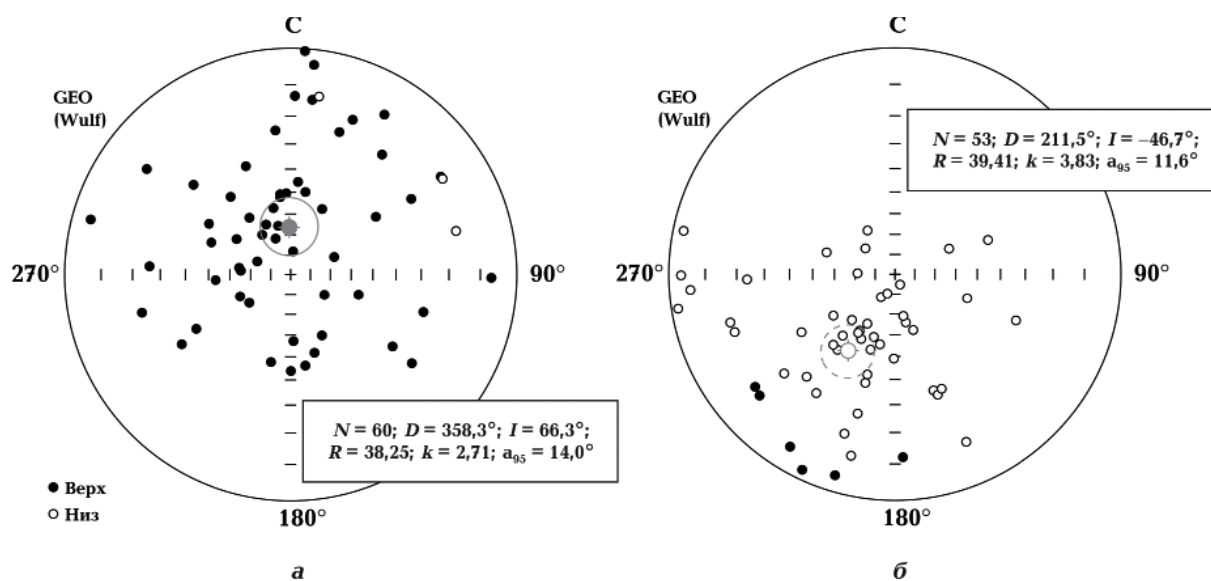 С
GEO
(Wulf)
270°
90°
N = 60; D = 358,3°; I = 66,3°;
R = 38,25; k = 2,71; a₉₅ = 14,0°
Верх
Низ
180°
а
С
GEO
(Wulf)
N = 53; D = 211,5°; I = −46,7°;
R = 39,41; k = 3,83; a₉₅ = 11,6°
270°
90°
180°
б